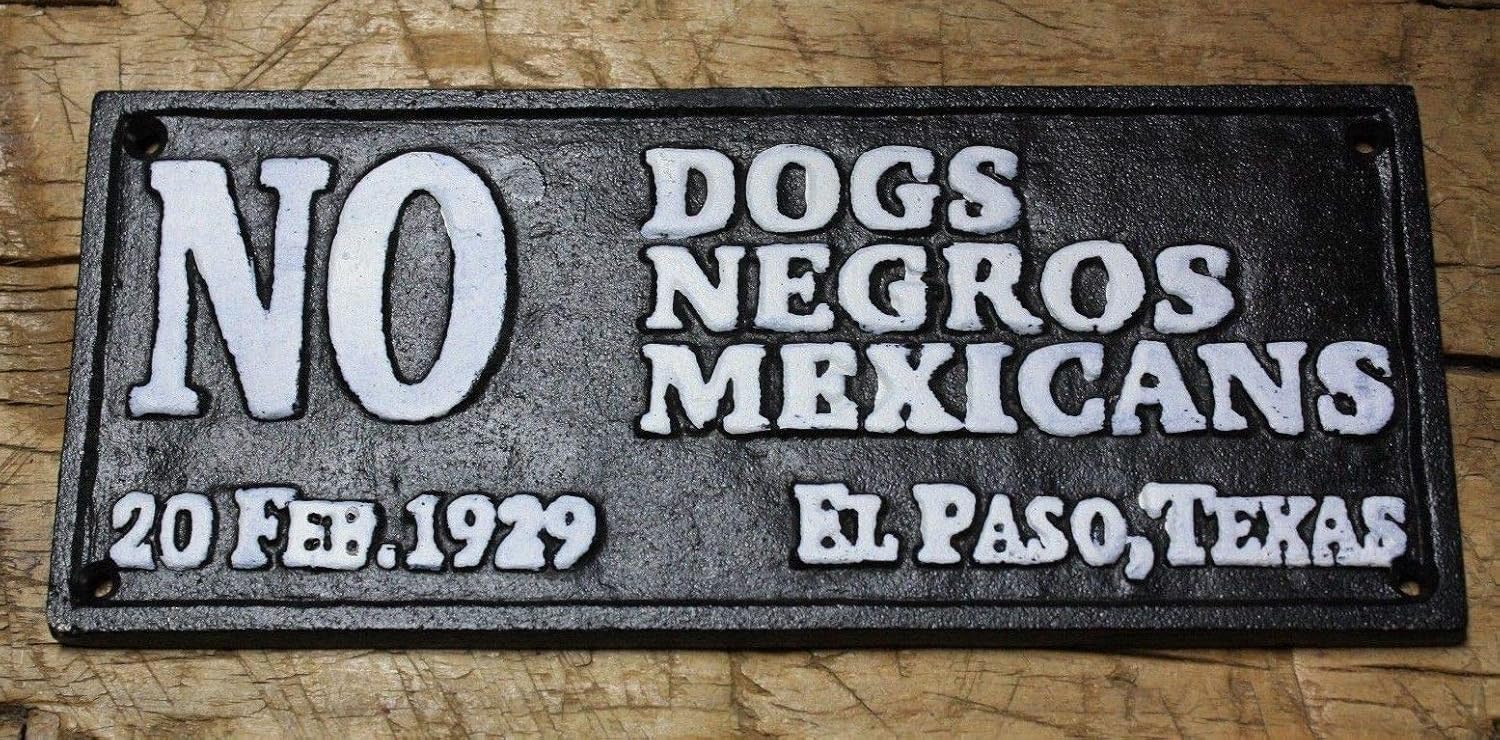 NO DOGS
NEGROS
MEXICANS
20 FEB. 1929 EL PASO, TEXAS